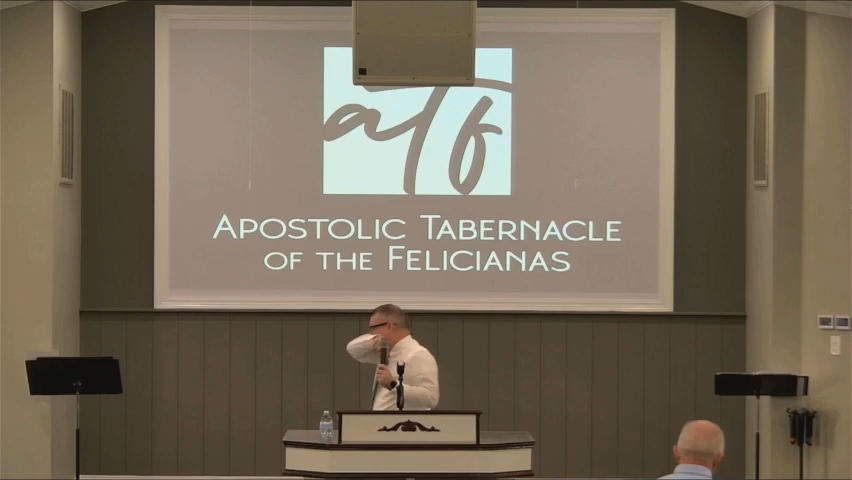 aTf
APOSTOLIC TABERNACLE
OF THE FELICIANAS